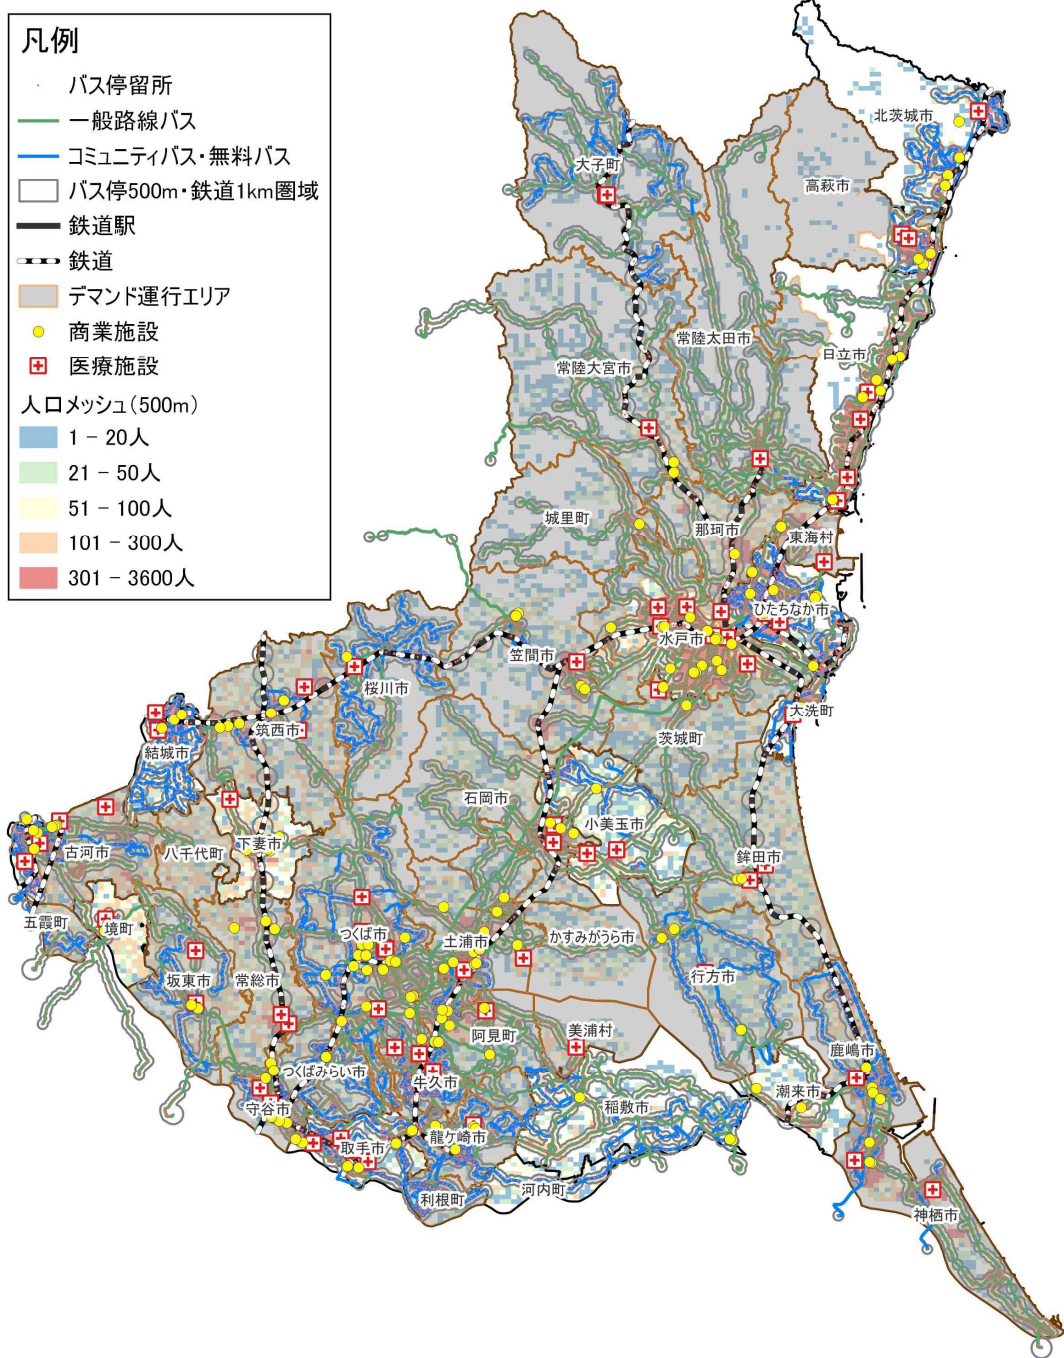 凡例
バス停留所
一般路線バス
コミュニティバス・無料バス
バス停500m・鉄道1km圏域
鉄道駅
鉄道
デマンド運行エリア
商業施設
医療施設
人口メッシュ(500m)
1 - 20人
21 - 50人
51 - 100人
101 - 300人
301 - 3600人
北茨城市
大子町
高萩市
常陸太田市
日立市
常陸大宮市
城里町
那珂市
東海村
ひたちなか市
水戸市
笠間市
桜川市
大洗町
筑西市
茨城町
結城市
石岡市
小美玉市
下妻市
古河市
八千代町
鉾田市
五霞町
境町
つくば市
土浦市
かすみがうら市
坂東市
常総市
行方市
阿見町
美浦村
鹿嶋市
つくばみらい市
牛久市
潮来市
守谷市
稲敷市
龍ケ崎市
取手市
河内町
利根町
神栖市